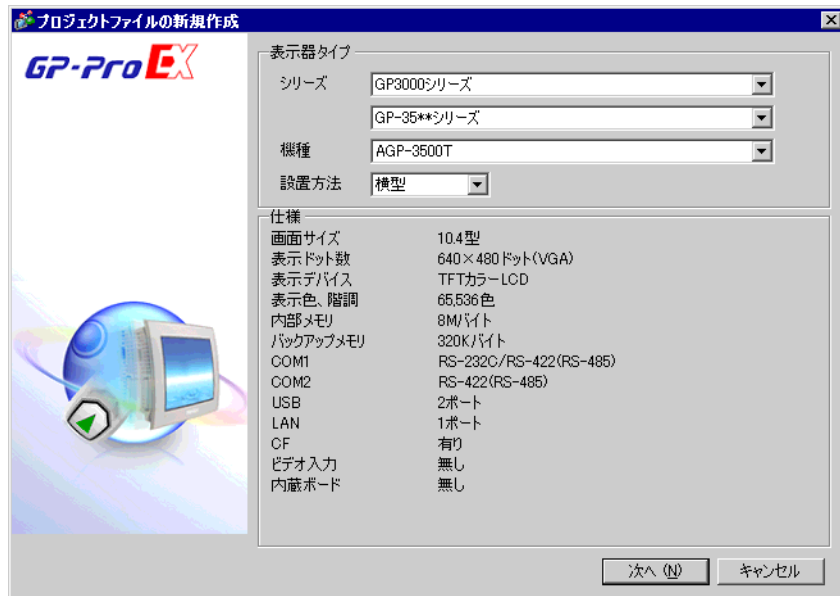 プロジェクトファイルの新規作成
GP-Pro EX
表示器タイプ
シリーズ GP3000シリーズ
GP-35**シリーズ
機種 AGP-3500T
設置方法 横型
仕様
画面サイズ 10.4型
表示ドット数 640×480ドット(VGA)
表示デバイス TFTカラーLCD
表示色、階調 65,536色
内部メモリ 8Mバイト
バックアップメモリ 320Kバイト
COM1 RS-232C/RS-422(RS-485)
COM2 RS-422(RS-485)
USB 2ポート
LAN 1ポート
CF 有り
ビデオ入力 無し
内蔵ボード 無し
次へ (N) キャンセル